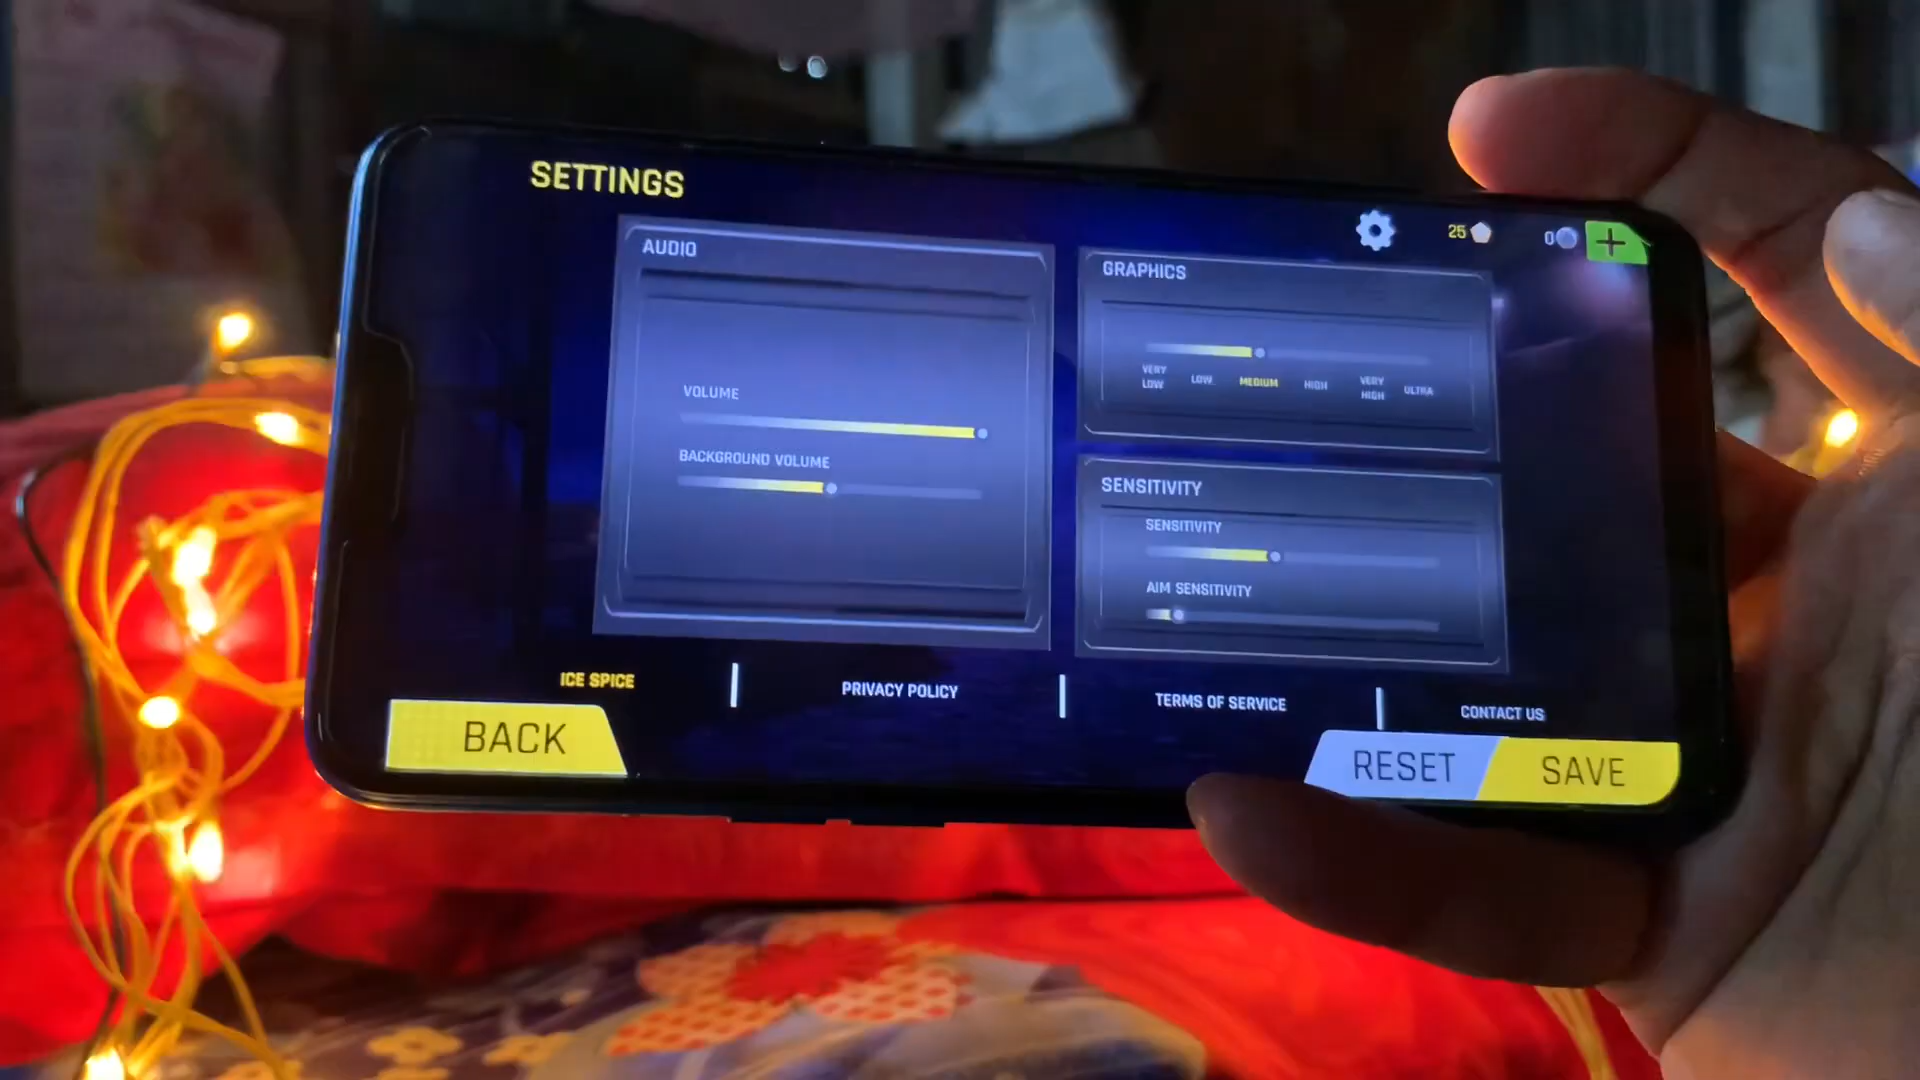 SETTINGS
25
0
+
AUDIO
VOLUME
BACKGROUND VOLUME
GRAPHICS
VERY LOW
LOW
MEDIUM
HIGH
VERY HIGH
ULTRA
SENSITIVITY
SENSITIVITY
AIM SENSITIVITY
ICE SPICE
PRIVACY POLICY
TERMS OF SERVICE
CONTACT US
BACK
RESET
SAVE